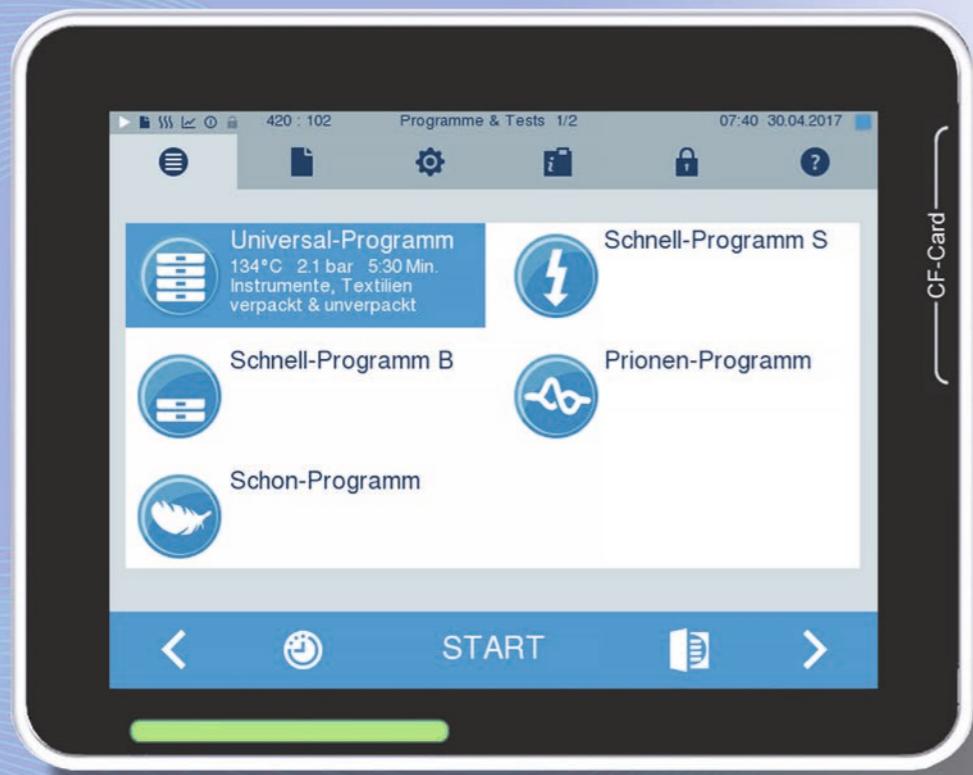 420 : 102
Programme & Tests 1/2
07:40 30.04.2017
i
?
Universal-Programm
134°C 2.1 bar 5:30 Min.
Instrumente, Textilien
verpackt & unverpackt
Schnell-Programm S
Schnell-Programm B
Prionen-Programm
Schon-Programm
START
CF-Card